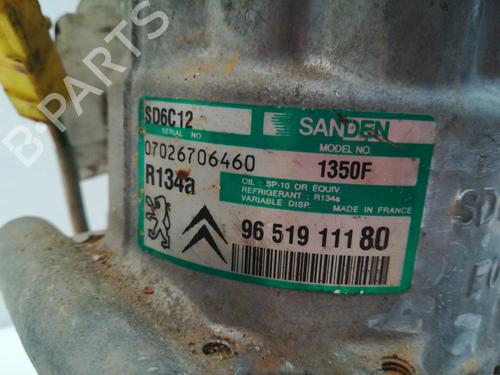 SD6C12
SERIAL NO
SANDEN
MODEL NO.
07026706460
1350F
R134a
OIL : SP-10 OR EQUIV.
REFRIGERANT : R134a
VARIABLE DISP. MADE IN FRANCE
96 519 111 80
B-PARTS
SD